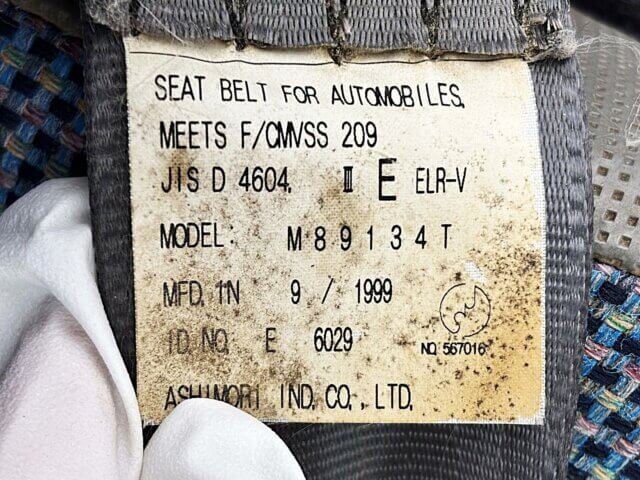 SEAT BELT FOR AUTOMOBILES.
MEETS F/CMVSS 209
JIS D 4604. Ⅲ E ELR-V
MODEL. M89134T
MFD. IN 9 / 1999
ID. NO. E 6029
NO. 567016
ASHIMORI IND. CO., LTD.